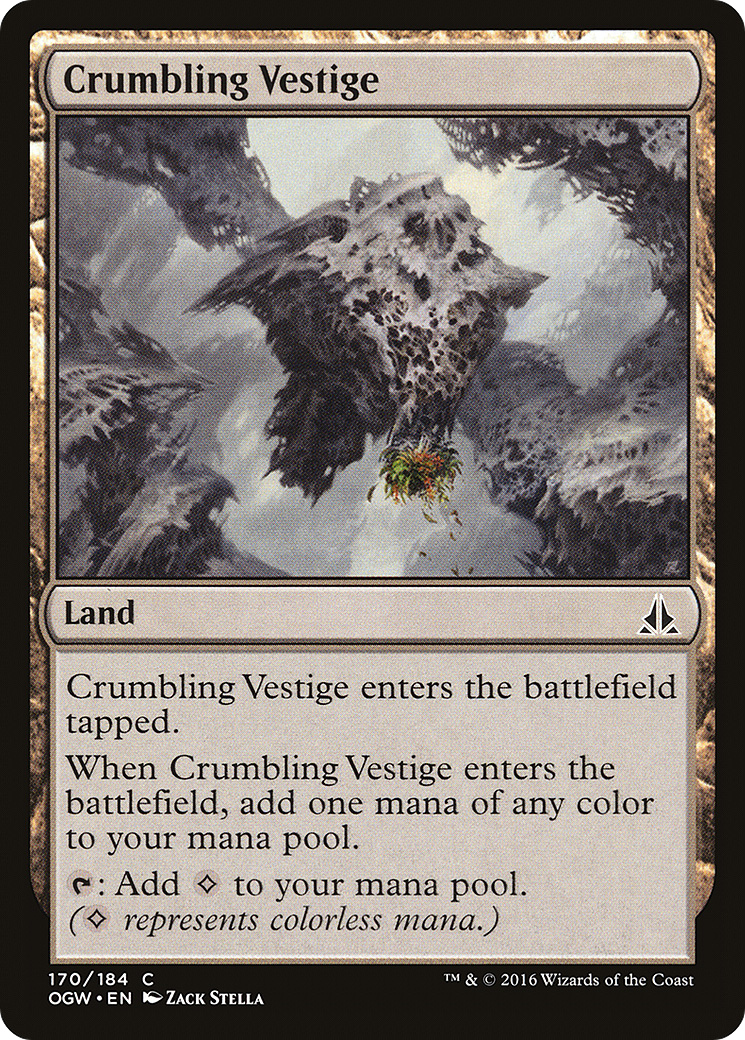 Crumbling Vestige
Land
Crumbling Vestige enters the battlefield
tapped.
When Crumbling Vestige enters the
battlefield, add one mana of any color
to your mana pool.
: Add to your mana pool.
( represents colorless mana.)
170/184 C
OGW • EN Zack Stella
™ & © 2016 Wizards of the Coast